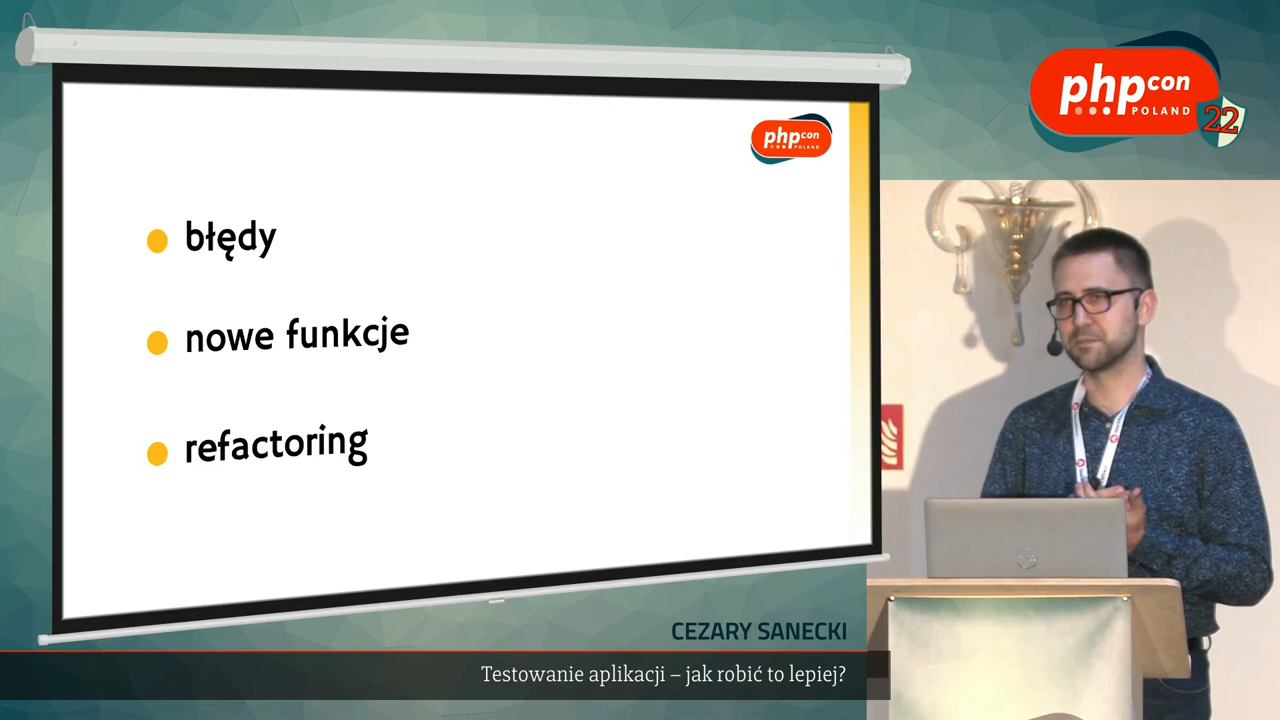 phpcon
POLAND
22
phpcon
POLAND
błędy
nowe funkcje
refactoring
CEZARY SANECKI
Testowanie aplikacji – jak robić to lepiej?